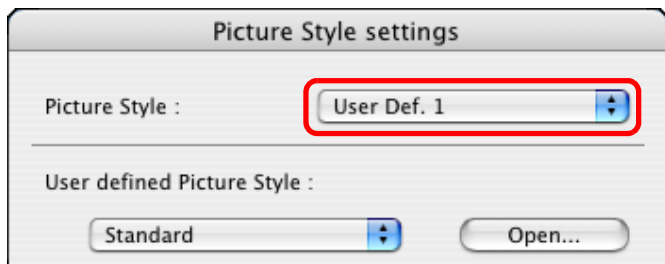 Picture Style settings
Picture Style : User Def. 1
User defined Picture Style :
Standard Open...